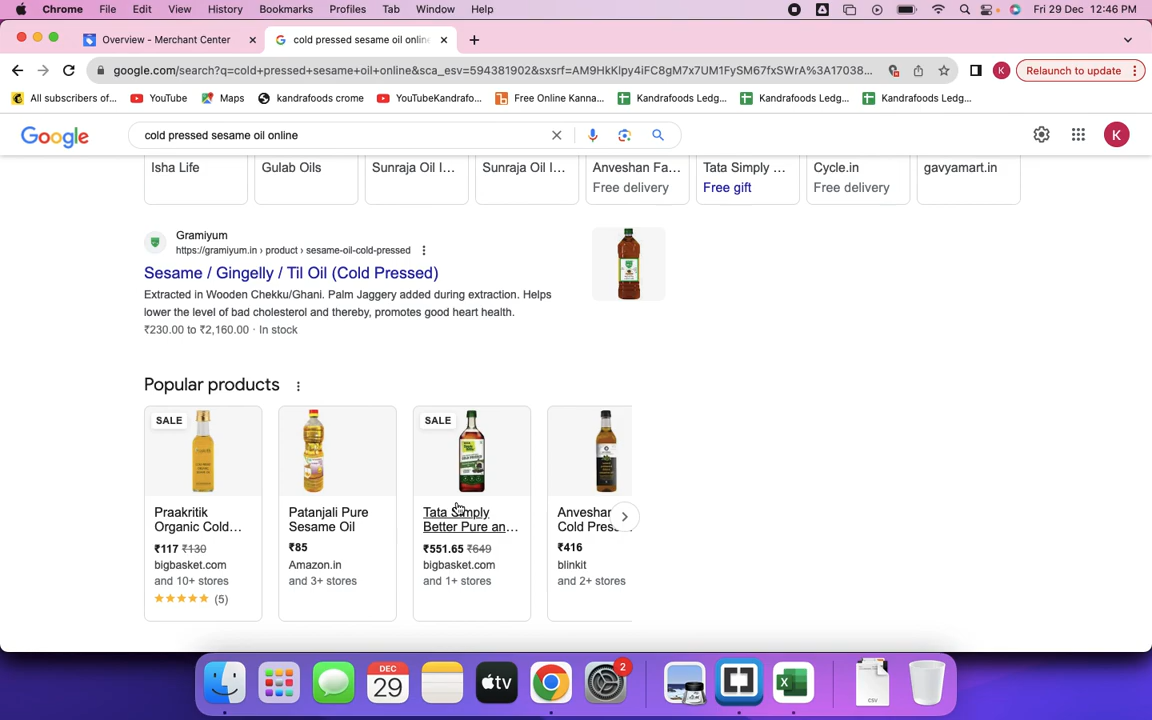 Chrome File Edit View History Bookmarks Profiles Tab Window Help Fri 29 Dec 12:46 PM
Overview - Merchant Center
cold pressed sesame oil onlin
google.com/search?q=cold+pressed+sesame+oil+online&sca_esv=594381902&sxsrf=AM9HkKlpy4iFC8gM7x7UM1FySM67fxSWrA%3A17038...
K
Relaunch to update
All subscribers of...
YouTube
Maps
kandrafoods crome
YouTubeKandrafo...
Free Online Kanna...
Kandrafoods Ledg...
Kandrafoods Ledg...
Kandrafoods Ledg...
Google
cold pressed sesame oil online
K
Isha Life
Gulab Oils
Sunraja Oil I...
Sunraja Oil I...
Anveshan Fa...
Free delivery
Tata Simply ...
Free gift
Cycle.in
Free delivery
gavyamart.in
Gramiyum
https://gramiyum.in › product › sesame-oil-cold-pressed
Sesame / Gingelly / Til Oil (Cold Pressed)
Extracted in Wooden Chekku/Ghani. Palm Jaggery added during extraction. Helps
lower the level of bad cholesterol and thereby, promotes good heart health.
₹230.00 to ₹2,160.00 · In stock
Popular products
SALE
Praakritik
Organic Cold...
₹117 ₹130
bigbasket.com
and 10+ stores
(5)
Patanjali Pure
Sesame Oil
₹85
Amazon.in
and 3+ stores
SALE
Tata Simply
Better Pure an...
₹551.65 ₹649
bigbasket.com
and 1+ stores
Anveshan
Cold Press
₹416
blinkit
and 2+ stores
DEC
29
tv
2
X
CSV